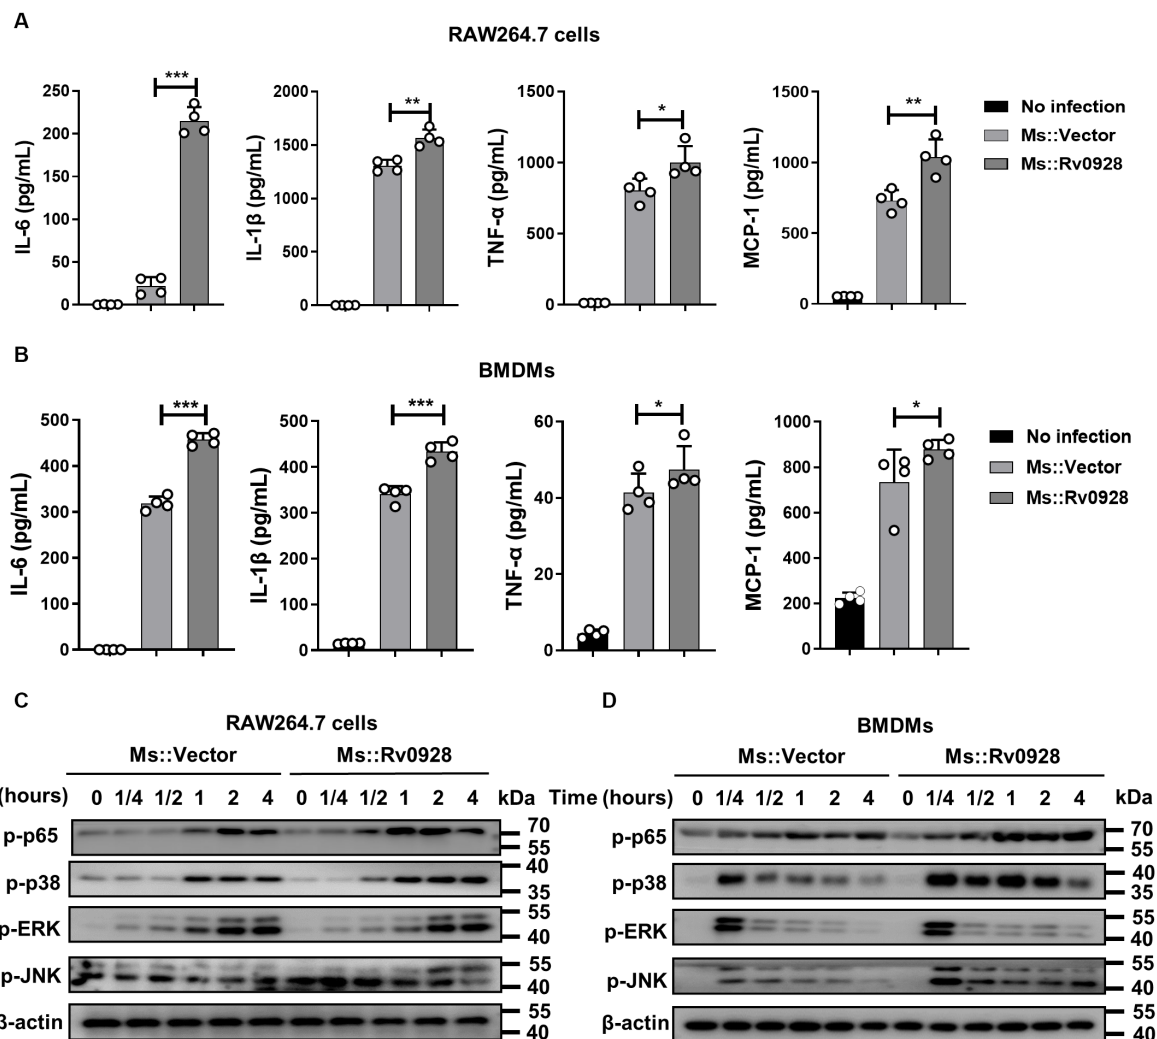 A
RAW264.7 cells
IL-6 (pg/mL)
250
200
150
100
50
0
***
IL-1β (pg/mL)
2000
1500
1000
500
0
**
TNF-α (pg/mL)
1500
1000
500
0
*
MCP-1 (pg/mL)
1500
1000
500
0
**
No infection
Ms::Vector
Ms::Rv0928
B
BMDMs
IL-6 (pg/mL)
500
400
300
200
100
0
***
IL-1β (pg/mL)
500
400
300
200
100
0
***
TNF-α (pg/mL)
60
40
20
0
*
MCP-1 (pg/mL)
1000
800
600
400
200
0
*
No infection
Ms::Vector
Ms::Rv0928
C
RAW264.7 cells
Ms::Vector Ms::Rv0928
(hours) 0 1/4 1/2 1 2 4 0 1/4 1/2 1 2 4 kDa
p-p65 70
55
p-p38 40
35
p-ERK 55
40
p-JNK 55
40
β-actin 55
40
D
BMDMs
Ms::Vector Ms::Rv0928
Time (hours) 0 1/4 1/2 1 2 4 0 1/4 1/2 1 2 4 kDa
p-p65 70
55
p-p38 40
35
p-ERK 55
40
p-JNK 55
40
β-actin 55
40